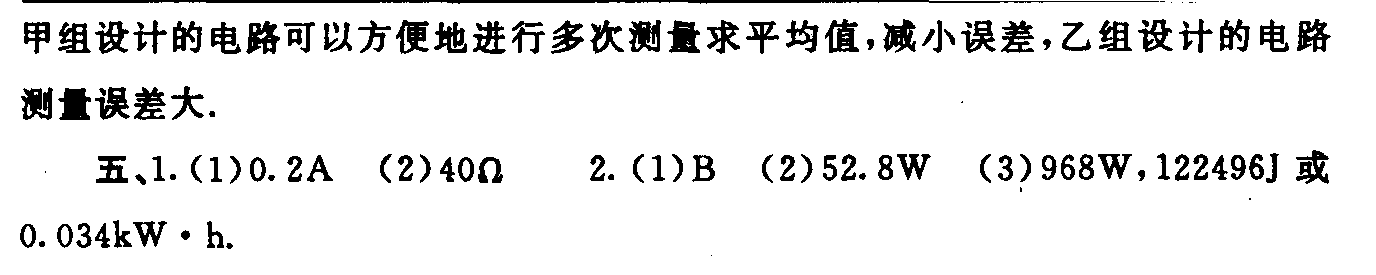 甲组设计的电路可以方便地进行多次测量求平均值,减小误差,乙组设计的电路
测量误差大.
五、1.(1)0.2A (2)40Ω 2.(1)B (2)52.8W (3)968W,122496J 或
0.034kW·h.